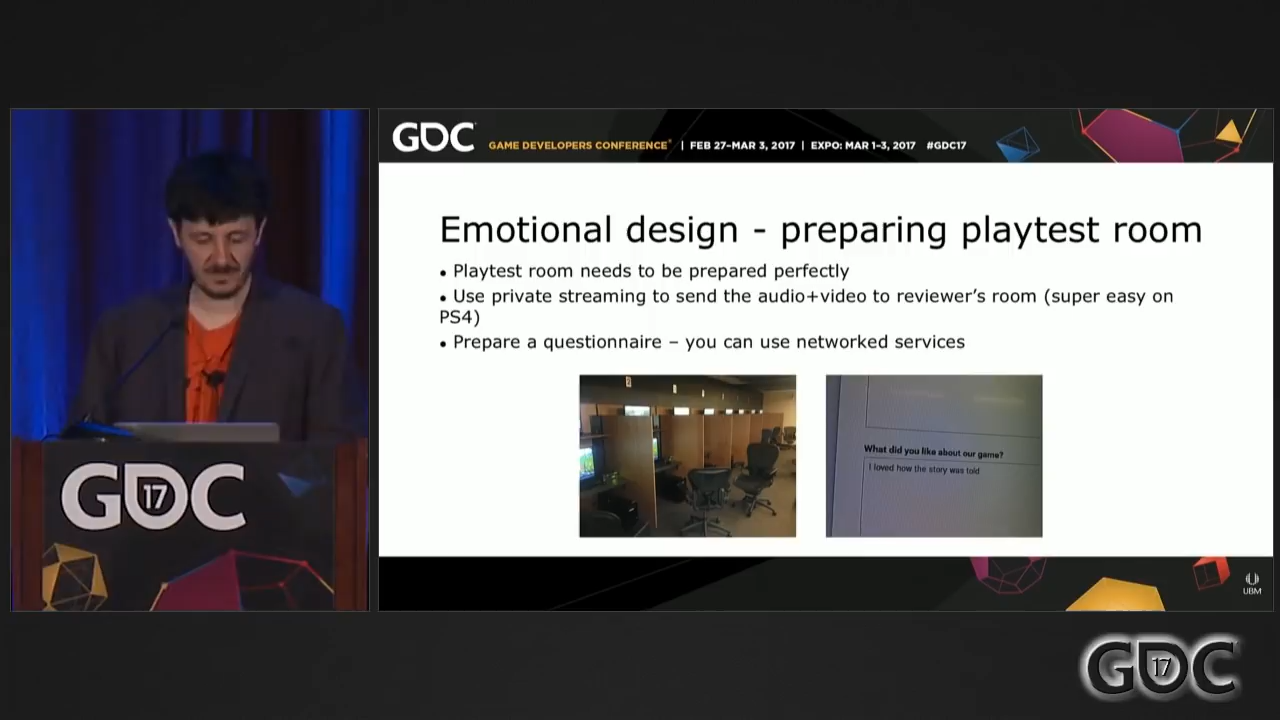 GDC
GAME DEVELOPERS CONFERENCE® | FEB 27–MAR 3, 2017 | EXPO: MAR 1–3, 2017 #GDC17
Emotional design - preparing playtest room
• Playtest room needs to be prepared perfectly
• Use private streaming to send the audio+video to reviewer’s room (super easy on
PS4)
• Prepare a questionnaire – you can use networked services
What did you like about our game?
I loved how the story was told
GDC
17
UBM
GDC
17